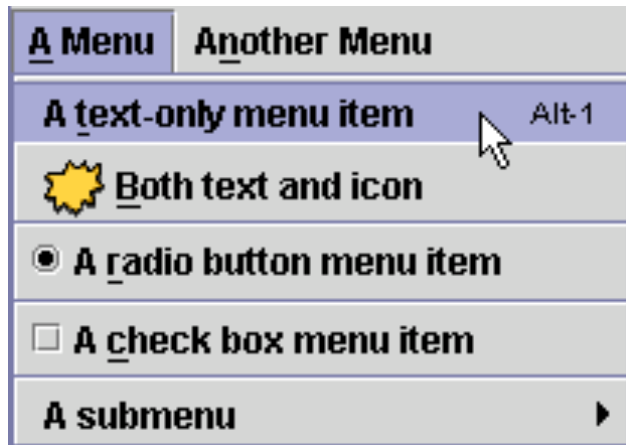 A Menu Another Menu
A text-only menu item Alt-1
Both text and icon
A radio button menu item
A check box menu item
A submenu